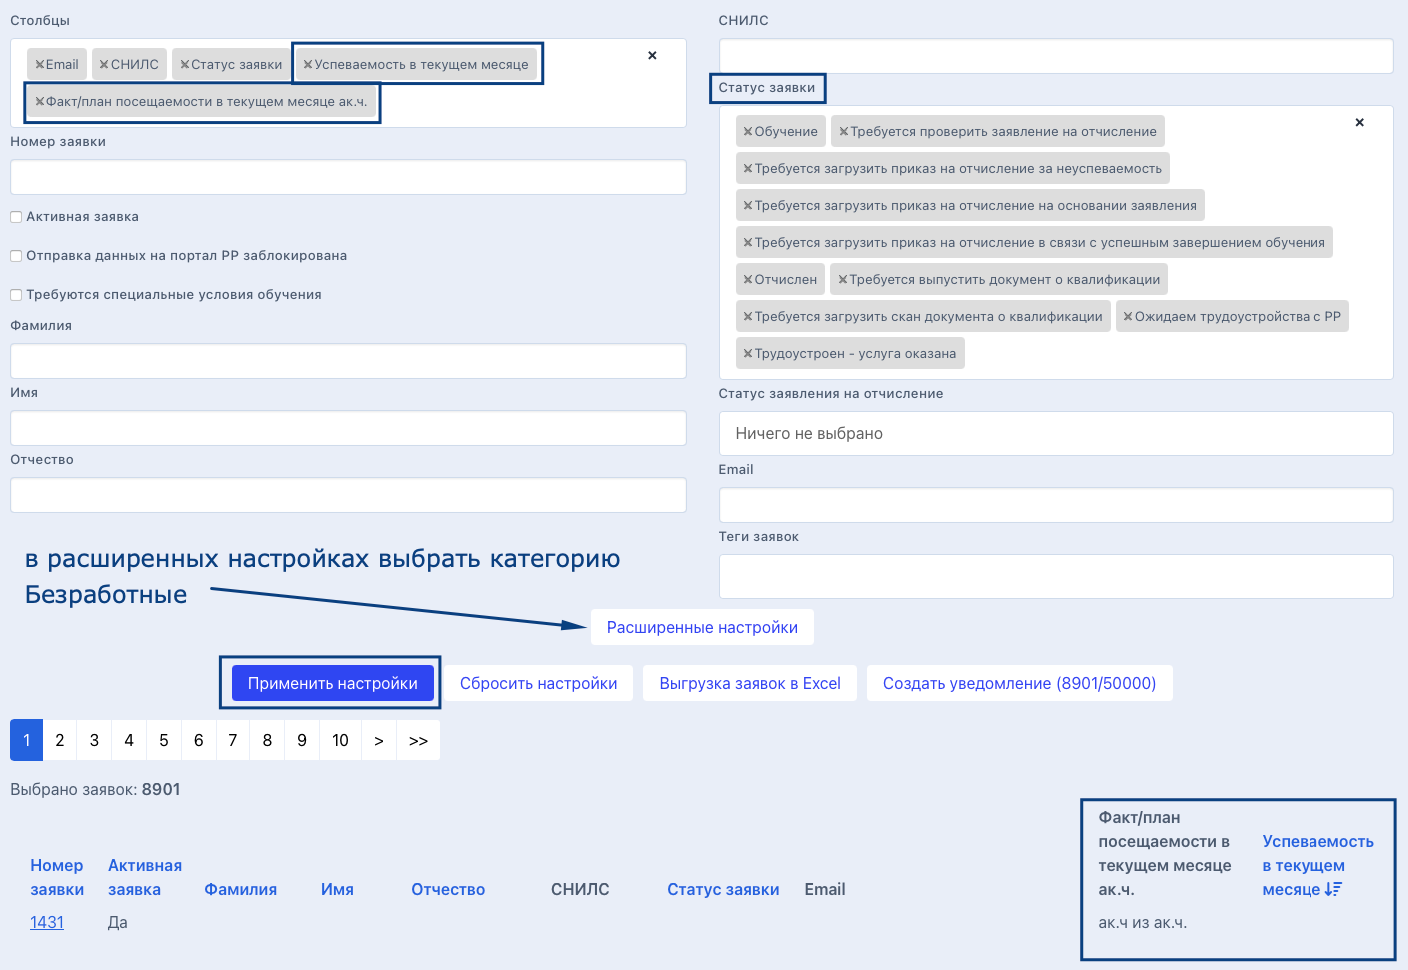 Столбцы
×Email ×СНИЛС ×Статус заявки ×Успеваемость в текущем месяце ×
×Факт/план посещаемости в текущем месяце ак.ч.
Номер заявки
Активная заявка
Отправка данных на портал РР заблокирована
Требуются специальные условия обучения
Фамилия
Имя
Отчество
СНИЛС
Статус заявки
×Обучение ×Требуется проверить заявление на отчисление ×
×Требуется загрузить приказ на отчисление за неуспеваемость
×Требуется загрузить приказ на отчисление на основании заявления
×Требуется загрузить приказ на отчисление в связи с успешным завершением обучения
×Отчислен ×Требуется выпустить документ о квалификации
×Требуется загрузить скан документа о квалификации ×Ожидаем трудоустройства с РР
×Трудоустроен - услуга оказана
Статус заявления на отчисление
Ничего не выбрано
Email
Теги заявок
в расширенных настройках выбрать категорию
Безработные
Расширенные настройки
Применить настройки Сбросить настройки Выгрузка заявок в Excel Создать уведомление (8901/50000)
1 2 3 4 5 6 7 8 9 10 > >>
Выбрано заявок: 8901
Номер
заявки
Активная
заявка
Фамилия
Имя
Отчество
СНИЛС
Статус заявки
Email
Факт/план
посещаемости в
текущем месяце
ак.ч.
Успеваемость
в текущем
месяце
1431 Да ак.ч из ак.ч.